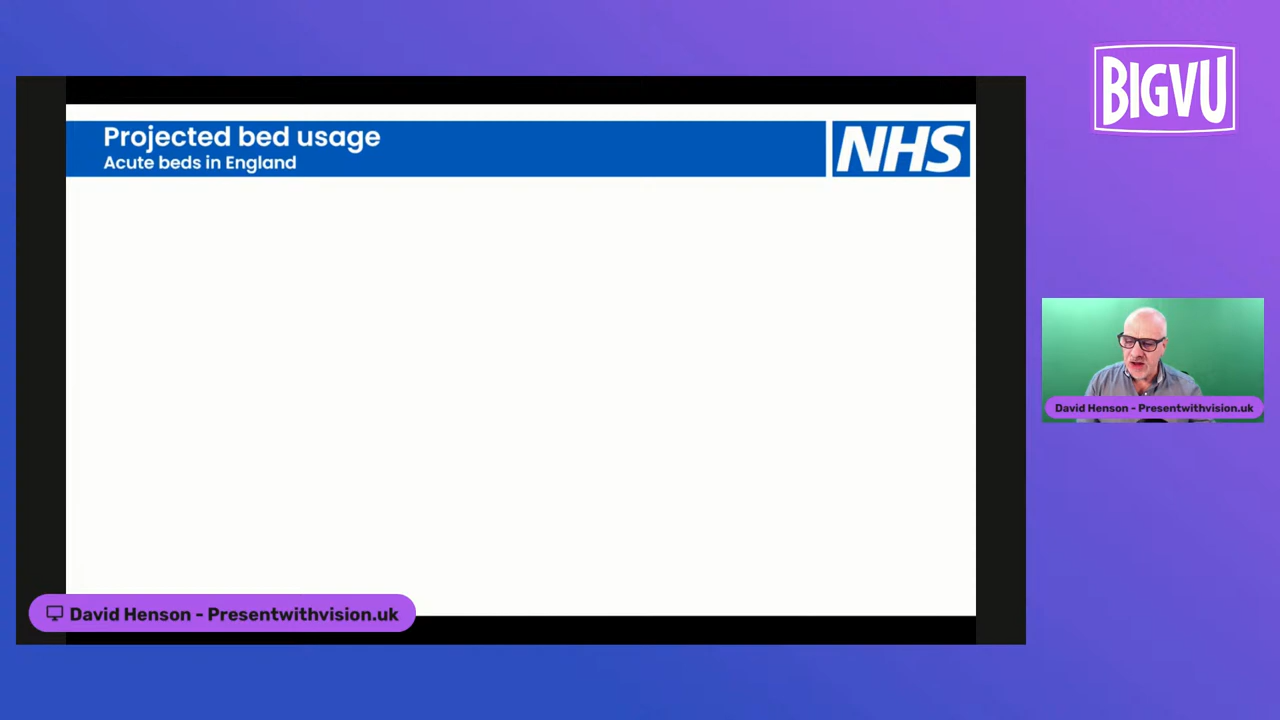 BIGVU
Projected bed usage
Acute beds in England
NHS
David Henson - Presentwithvision.uk
David Henson - Presentwithvision.uk